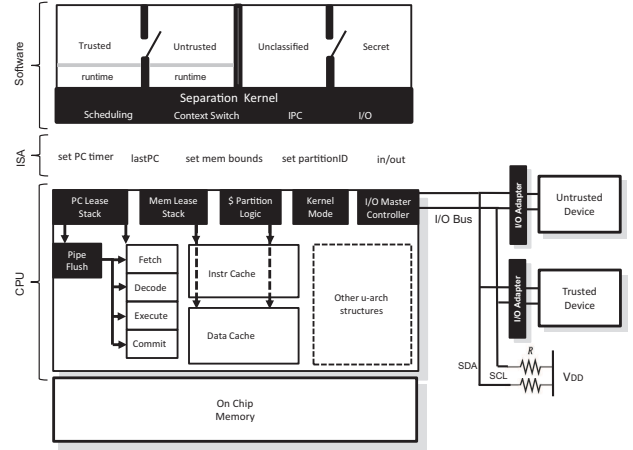 Software
Trusted
Untrusted
Unclassified
Secret
runtime
runtime
Separation Kernel
Scheduling
Context Switch
IPC
I/O
ISA
set PC timer
lastPC
set mem bounds
set partitionID
in/out
CPU
PC Lease
Stack
Mem Lease
Stack
$ Partition
Logic
Kernel
Mode
I/O Master
Controller
I/O Bus
I/O Adapter
Untrusted
Device
Pipe
Flush
Fetch
Decode
Execute
Commit
Instr Cache
Data Cache
Other u-arch
structures
I/O Adapter
Trusted
Device
SDA
SCL
R
VDD
On Chip
Memory